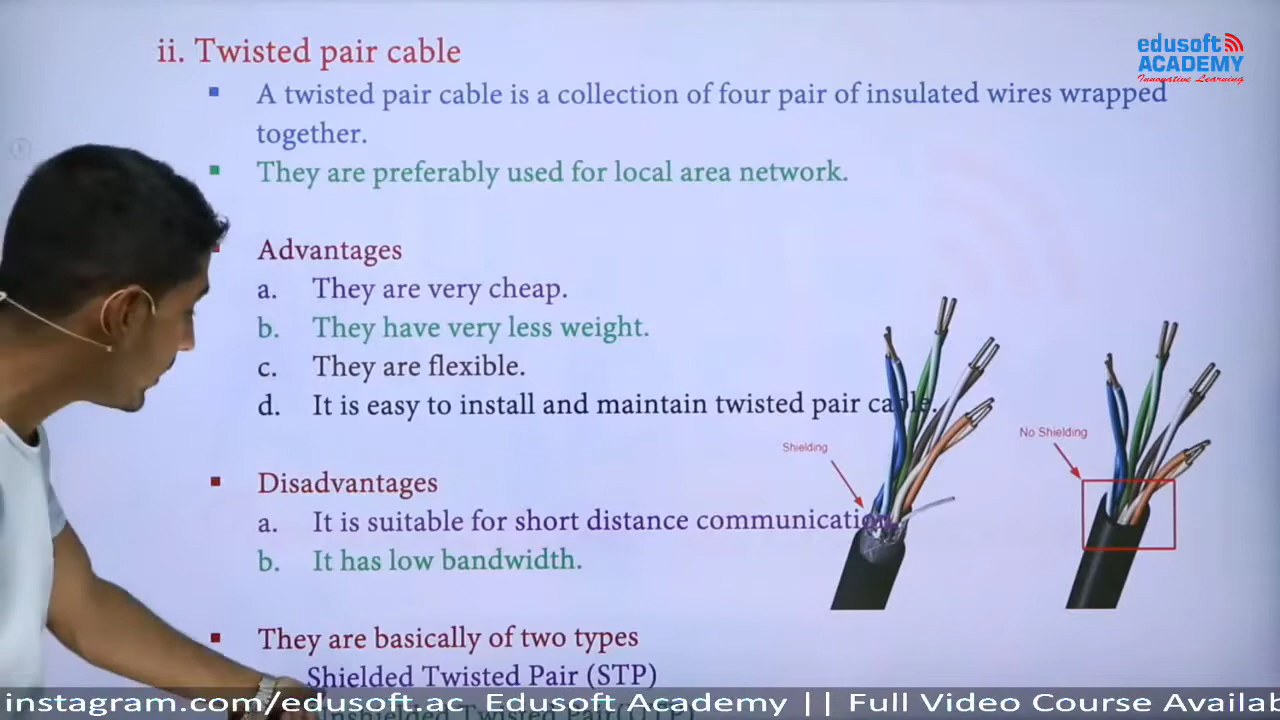 ii. Twisted pair cable
edusoft
ACADEMY
Innovative Learning
▪ A twisted pair cable is a collection of four pair of insulated wires wrapped
together.
▪ They are preferably used for local area network.
▪ Advantages
a. They are very cheap.
b. They have very less weight.
c. They are flexible.
d. It is easy to install and maintain twisted pair cable.
Shielding
No Shielding
▪ Disadvantages
a. It is suitable for short distance communication.
b. It has low bandwidth.
▪ They are basically of two types
Shielded Twisted Pair (STP)
Unshielded Twisted Pair(UTP)
instagram.com/edusoft.ac Edusoft Academy || Full Video Course Availab